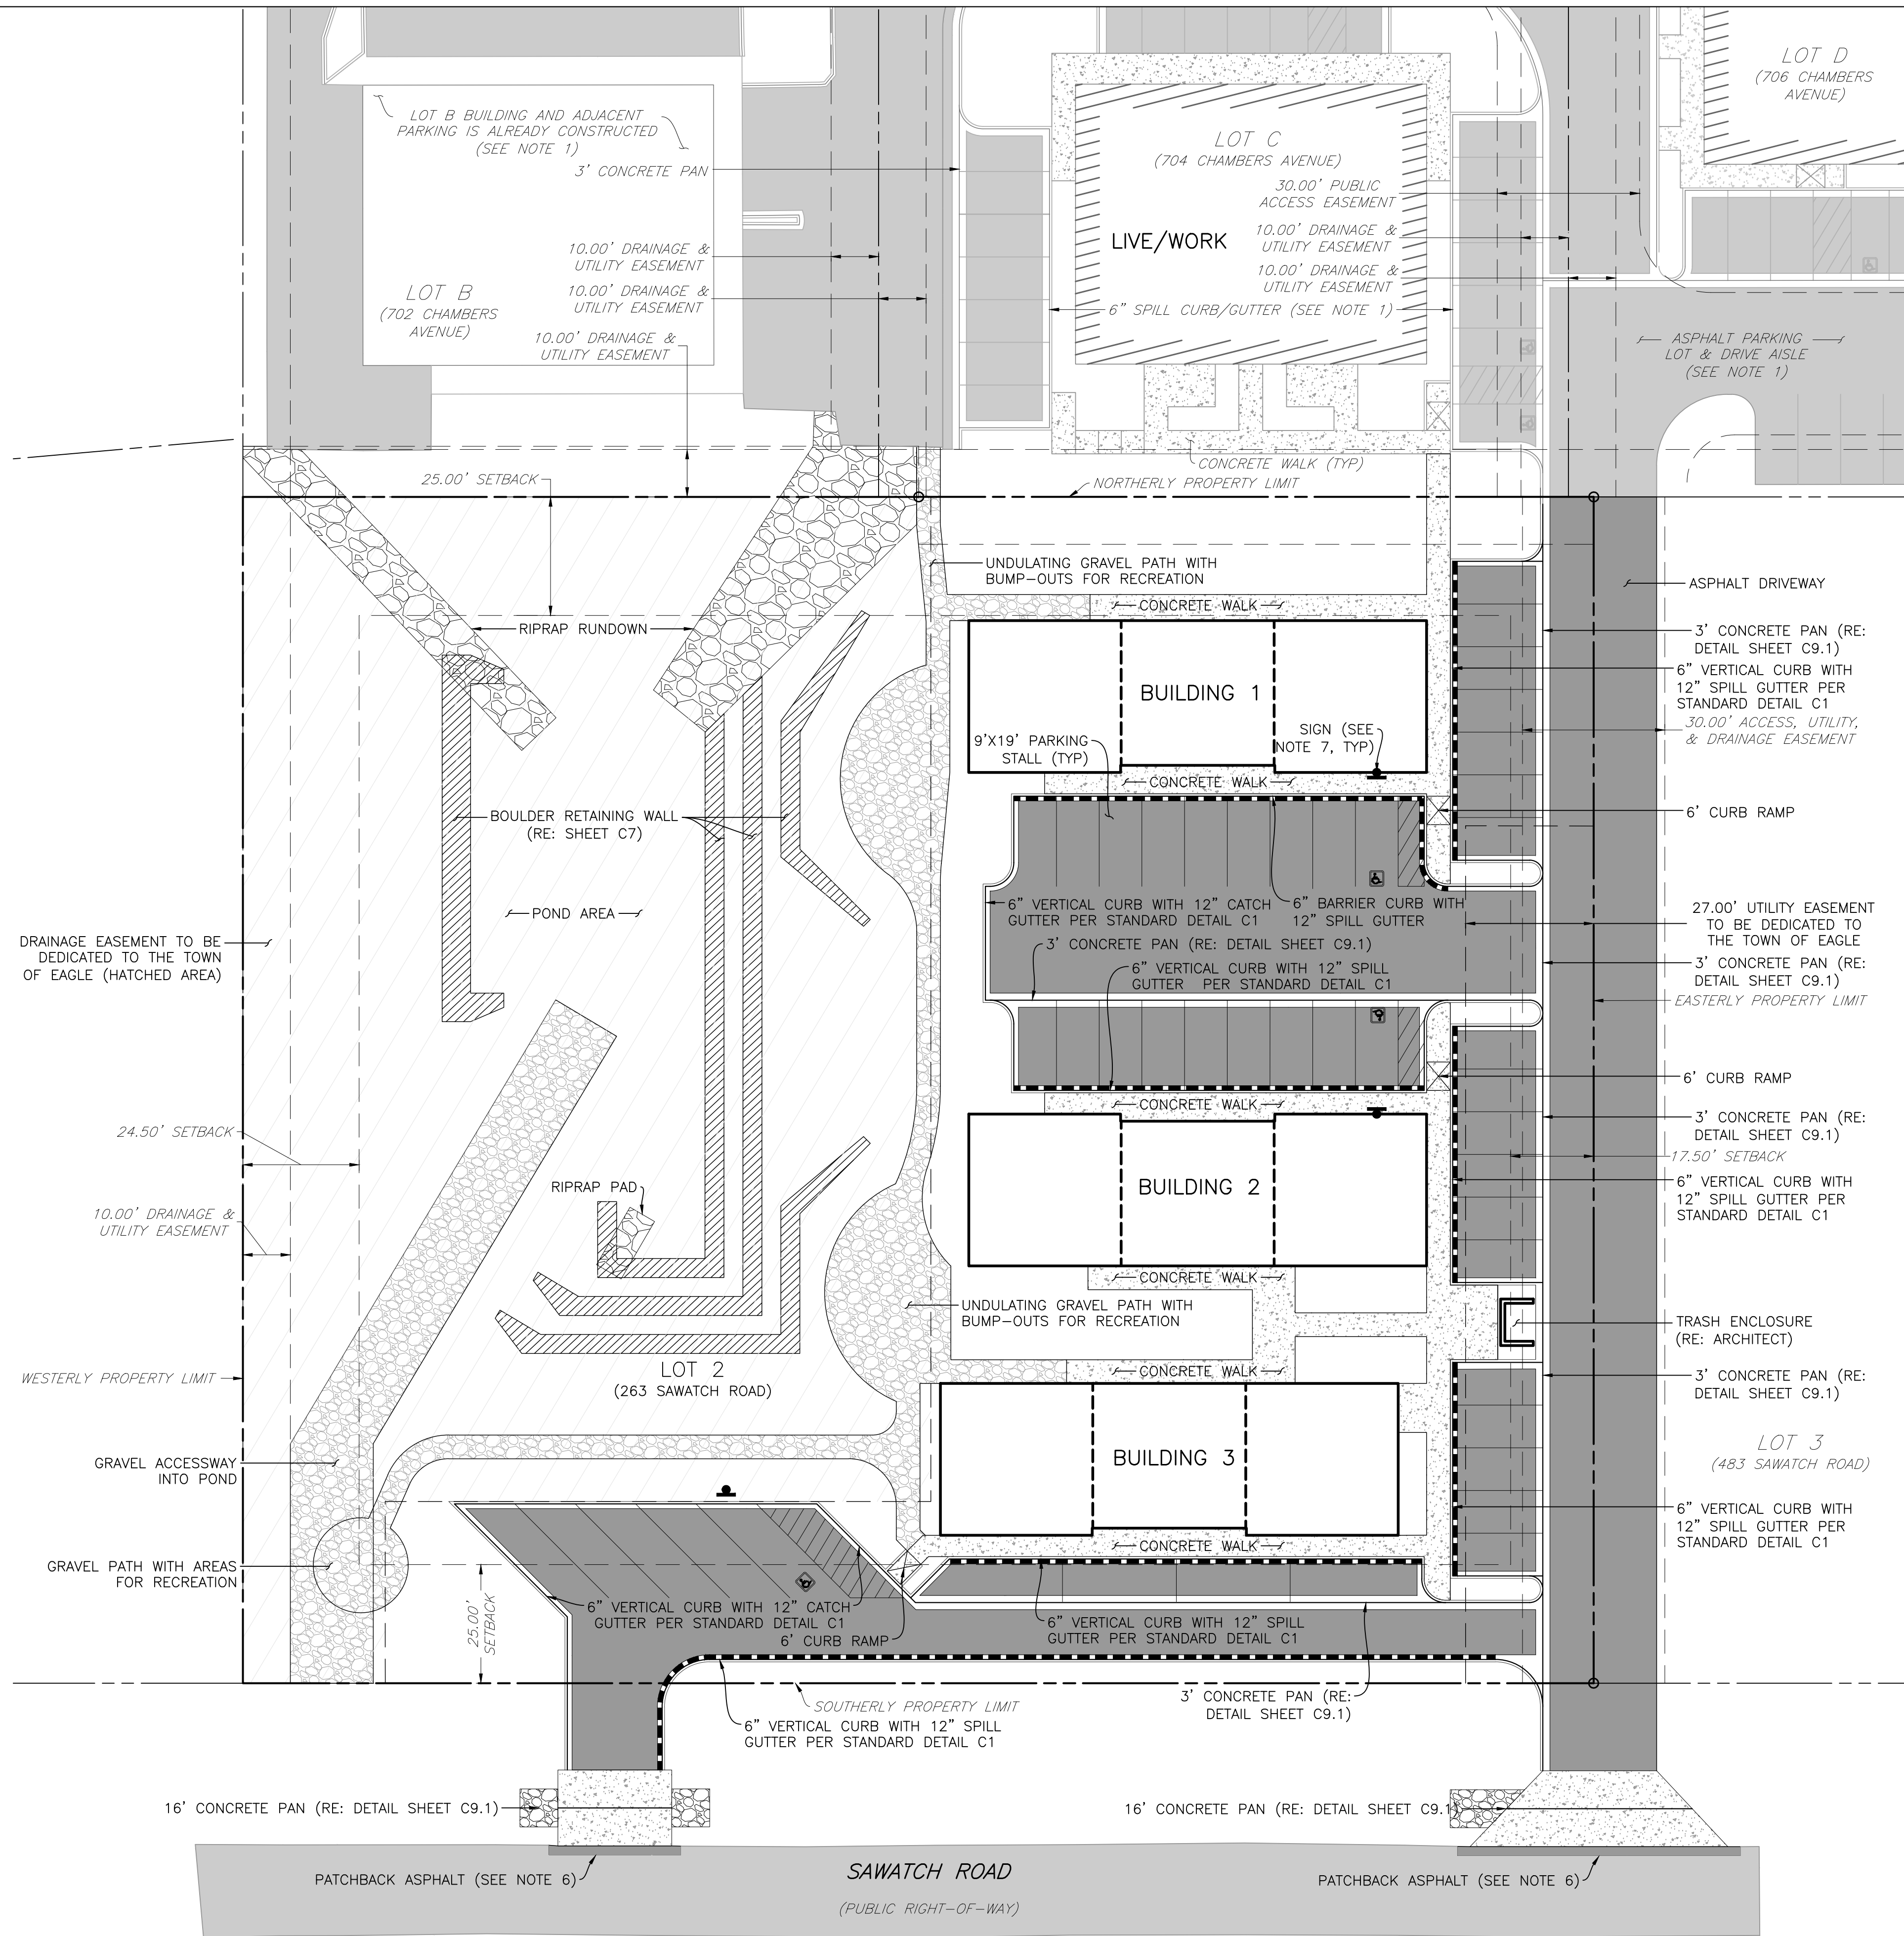 LOT D
(706 CHAMBERS
AVENUE)
LOT B BUILDING AND ADJACENT
PARKING IS ALREADY CONSTRUCTED
(SEE NOTE 1)
3' CONCRETE PAN
LOT C
(704 CHAMBERS AVENUE)
30.00' PUBLIC
ACCESS EASEMENT
LIVE/WORK
10.00' DRAINAGE &
UTILITY EASEMENT
10.00' DRAINAGE &
UTILITY EASEMENT
10.00' DRAINAGE &
UTILITY EASEMENT
10.00' DRAINAGE &
UTILITY EASEMENT
LOT B
(702 CHAMBERS
AVENUE)
6" SPILL CURB/GUTTER (SEE NOTE 1)
10.00' DRAINAGE &
UTILITY EASEMENT
ASPHALT PARKING
LOT & DRIVE AISLE
(SEE NOTE 1)
CONCRETE WALK (TYP)
25.00' SETBACK
NORTHERLY PROPERTY LIMIT
UNDULATING GRAVEL PATH WITH
BUMP-OUTS FOR RECREATION
ASPHALT DRIVEWAY
CONCRETE WALK
RIPRAP RUNDOWN
3' CONCRETE PAN (RE:
DETAIL SHEET C9.1)
6" VERTICAL CURB WITH
12" SPILL GUTTER PER
STANDARD DETAIL C1
30.00' ACCESS, UTILITY,
& DRAINAGE EASEMENT
BUILDING 1
9'X19' PARKING
STALL (TYP)
SIGN (SEE
NOTE 7, TYP)
CONCRETE WALK
BOULDER RETAINING WALL
(RE: SHEET C7)
6' CURB RAMP
POND AREA
6" VERTICAL CURB WITH 12" CATCH
GUTTER PER STANDARD DETAIL C1
6" BARRIER CURB WITH
12" SPILL GUTTER
27.00' UTILITY EASEMENT
TO BE DEDICATED TO
THE TOWN OF EAGLE
DRAINAGE EASEMENT TO BE
DEDICATED TO THE TOWN
OF EAGLE (HATCHED AREA)
3' CONCRETE PAN (RE: DETAIL SHEET C9.1)
6" VERTICAL CURB WITH 12" SPILL
GUTTER PER STANDARD DETAIL C1
3' CONCRETE PAN (RE:
DETAIL SHEET C9.1)
EASTERLY PROPERTY LIMIT
6' CURB RAMP
CONCRETE WALK
3' CONCRETE PAN (RE:
DETAIL SHEET C9.1)
24.50' SETBACK
17.50' SETBACK
BUILDING 2
RIPRAP PAD
6" VERTICAL CURB WITH
12" SPILL GUTTER PER
STANDARD DETAIL C1
10.00' DRAINAGE &
UTILITY EASEMENT
CONCRETE WALK
UNDULATING GRAVEL PATH WITH
BUMP-OUTS FOR RECREATION
TRASH ENCLOSURE
(RE: ARCHITECT)
WESTERLY PROPERTY LIMIT
LOT 2
(263 SAWATCH ROAD)
CONCRETE WALK
3' CONCRETE PAN (RE:
DETAIL SHEET C9.1)
GRAVEL ACCESSWAY
INTO POND
BUILDING 3
LOT 3
(483 SAWATCH ROAD)
6" VERTICAL CURB WITH
12" SPILL GUTTER PER
STANDARD DETAIL C1
CONCRETE WALK
GRAVEL PATH WITH AREAS
FOR RECREATION
25.00'
SETBACK
6" VERTICAL CURB WITH 12" CATCH
GUTTER PER STANDARD DETAIL C1
6' CURB RAMP
6" VERTICAL CURB WITH 12" SPILL
GUTTER PER STANDARD DETAIL C1
SOUTHERLY PROPERTY LIMIT
6" VERTICAL CURB WITH 12" SPILL
GUTTER PER STANDARD DETAIL C1
3' CONCRETE PAN (RE:
DETAIL SHEET C9.1)
16' CONCRETE PAN (RE: DETAIL SHEET C9.1)
16' CONCRETE PAN (RE: DETAIL SHEET C9.1)
PATCHBACK ASPHALT (SEE NOTE 6)
SAWATCH ROAD
(PUBLIC RIGHT-OF-WAY)
PATCHBACK ASPHALT (SEE NOTE 6)